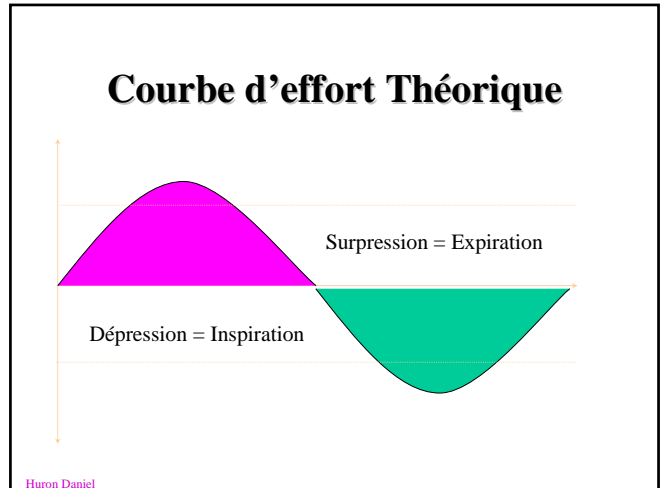 Courbe d’effort Théorique
Surpression = Expiration
Dépression = Inspiration
Huron Daniel